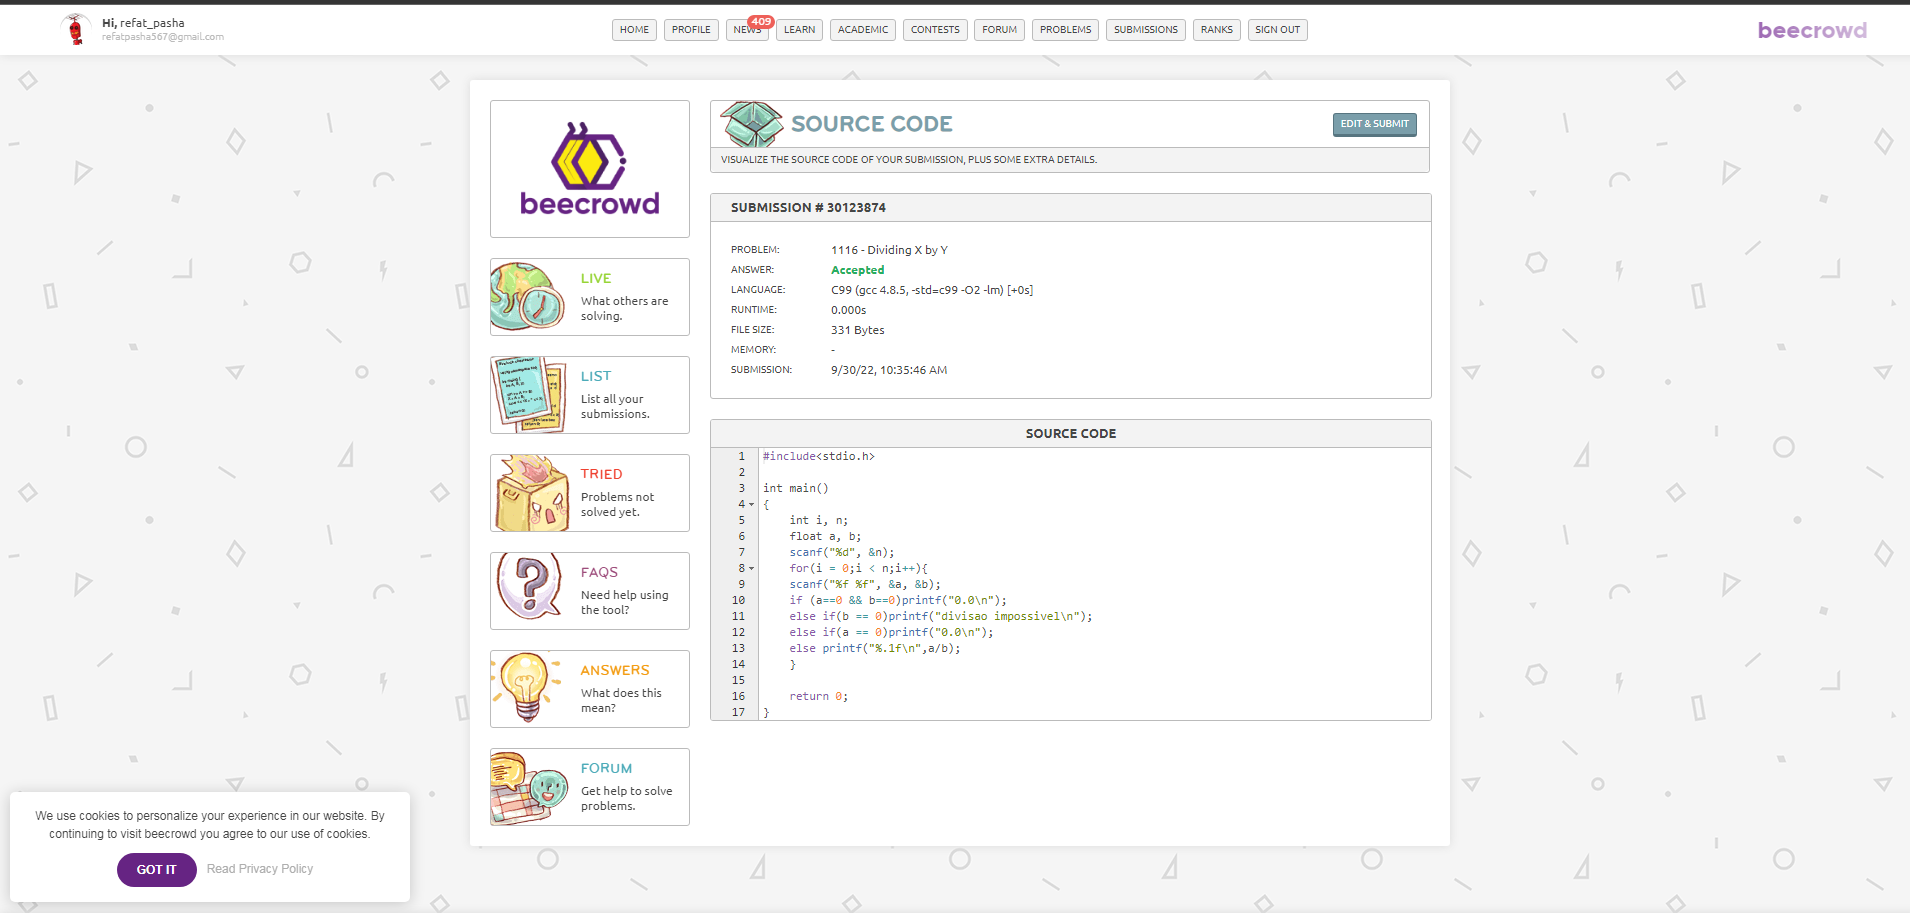 Hi, refat_pasha
refatpasha567@gmail.com
HOME PROFILE NEWS 409 LEARN ACADEMIC CONTESTS FORUM PROBLEMS SUBMISSIONS RANKS SIGN OUT
beecrowd
beecrowd
LIVE
What others are
solving.
LIST
List all your
submissions.
TRIED
Problems not
solved yet.
FAQS
Need help using
the tool?
ANSWERS
What does this
mean?
FORUM
Get help to solve
problems.
SOURCE CODE
EDIT & SUBMIT
VISUALIZE THE SOURCE CODE OF YOUR SUBMISSION, PLUS SOME EXTRA DETAILS.
SUBMISSION # 30123874
PROBLEM: 1116 - Dividing X by Y
ANSWER: Accepted
LANGUAGE: C99 (gcc 4.8.5, -std=c99 -O2 -lm) [+0s]
RUNTIME: 0.000s
FILE SIZE: 331 Bytes
MEMORY: -
SUBMISSION: 9/30/22, 10:35:46 AM
SOURCE CODE
1 #include<stdio.h>
2
3 int main()
4 {
5 int i, n;
6 float a, b;
7 scanf("%d", &n);
8 for(i = 0;i < n;i++){
9 scanf("%f %f", &a, &b);
10 if (a==0 && b==0)printf("0.0\n");
11 else if(b == 0)printf("divisao impossivel\n");
12 else if(a == 0)printf("0.0\n");
13 else printf("%.1f\n",a/b);
14 }
15
16 return 0;
17 }
We use cookies to personalize your experience in our website. By
continuing to visit beecrowd you agree to our use of cookies.
GOT IT Read Privacy Policy